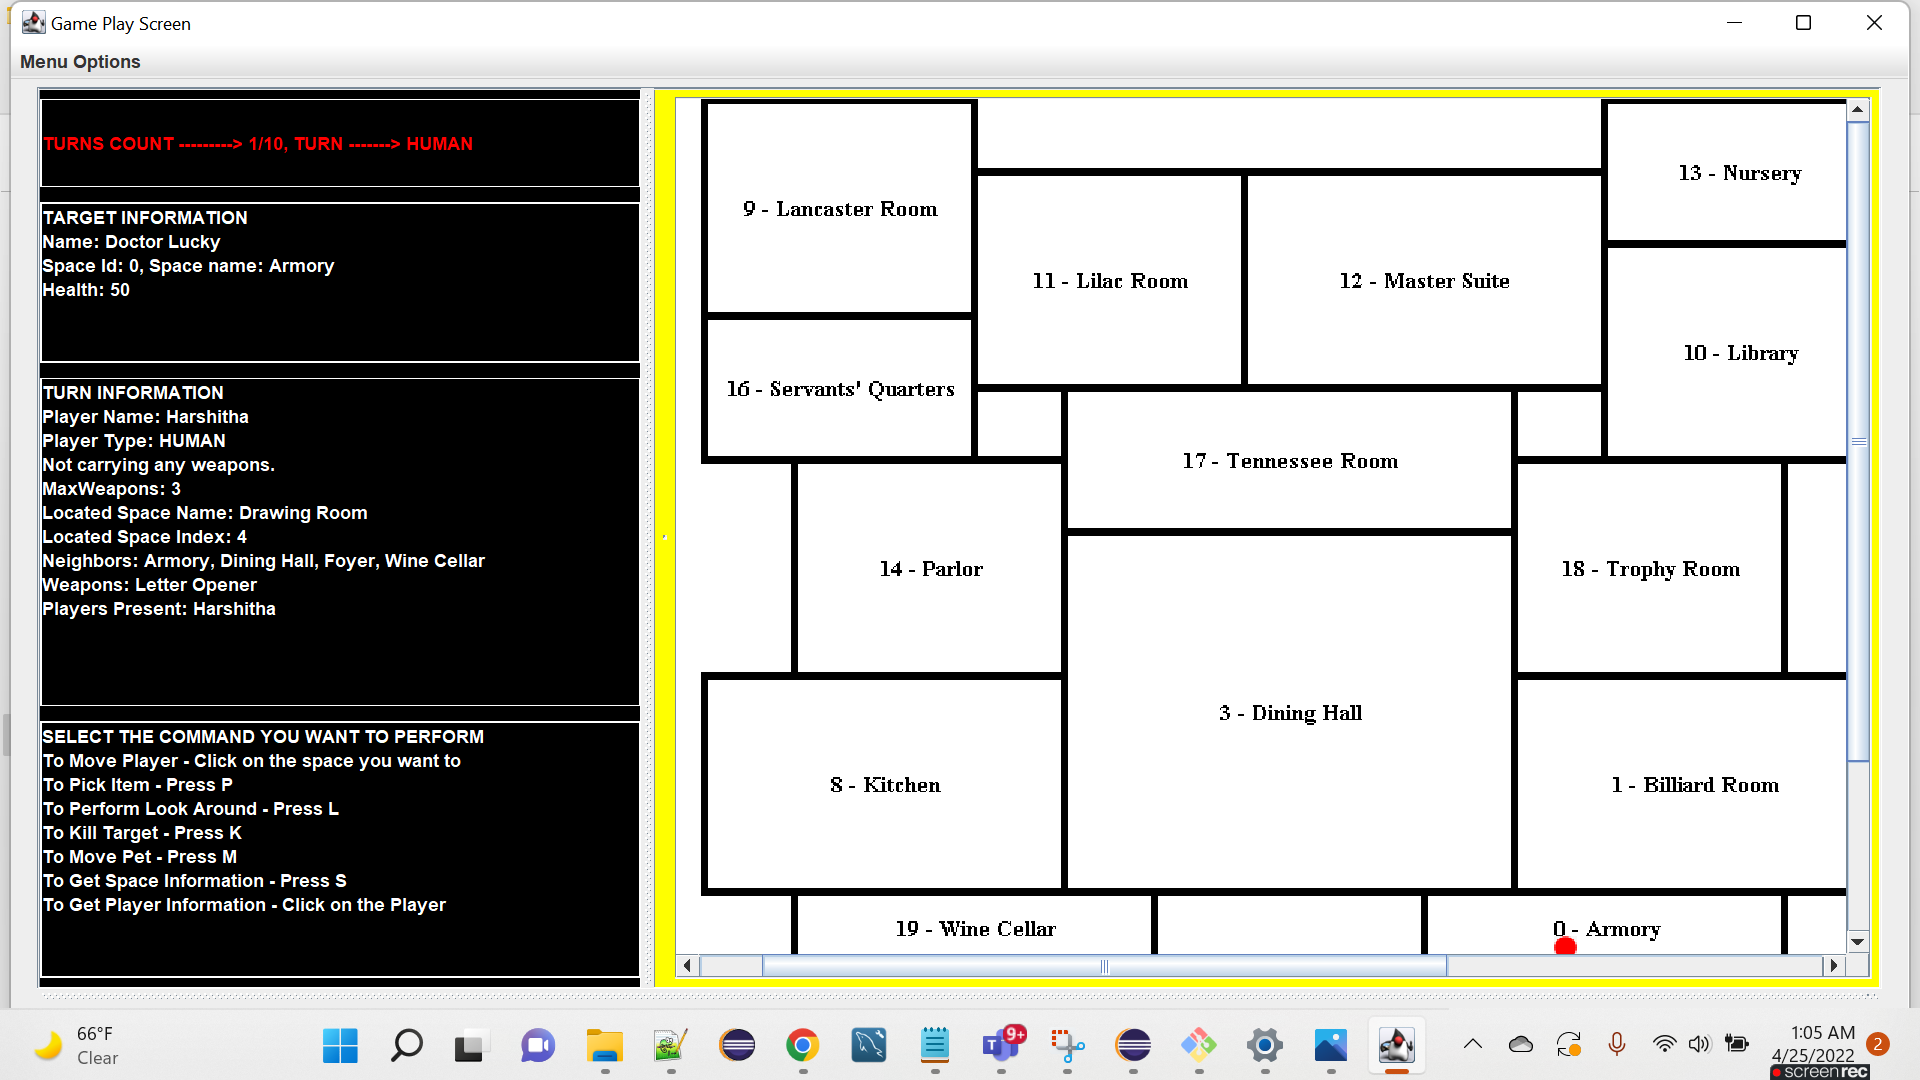 Game Play Screen
Menu Options
TURNS COUNT ---------> 1/10, TURN -------> HUMAN
TARGET INFORMATION
Name: Doctor Lucky
Space Id: 0, Space name: Armory
Health: 50
TURN INFORMATION
Player Name: Harshitha
Player Type: HUMAN
Not carrying any weapons.
MaxWeapons: 3
Located Space Name: Drawing Room
Located Space Index: 4
Neighbors: Armory, Dining Hall, Foyer, Wine Cellar
Weapons: Letter Opener
Players Present: Harshitha
SELECT THE COMMAND YOU WANT TO PERFORM
To Move Player - Click on the space you want to
To Pick Item - Press P
To Perform Look Around - Press L
To Kill Target - Press K
To Move Pet - Press M
To Get Space Information - Press S
To Get Player Information - Click on the Player
13 - Nursery
9 - Lancaster Room
11 - Lilac Room
12 - Master Suite
10 - Library
16 - Servants' Quarters
17 - Tennessee Room
14 - Parlor
18 - Trophy Room
3 - Dining Hall
8 - Kitchen
1 - Billiard Room
19 - Wine Cellar
0 - Armory
66°F
Clear
9+
1:05 AM
4/25/2022
2
screenrec